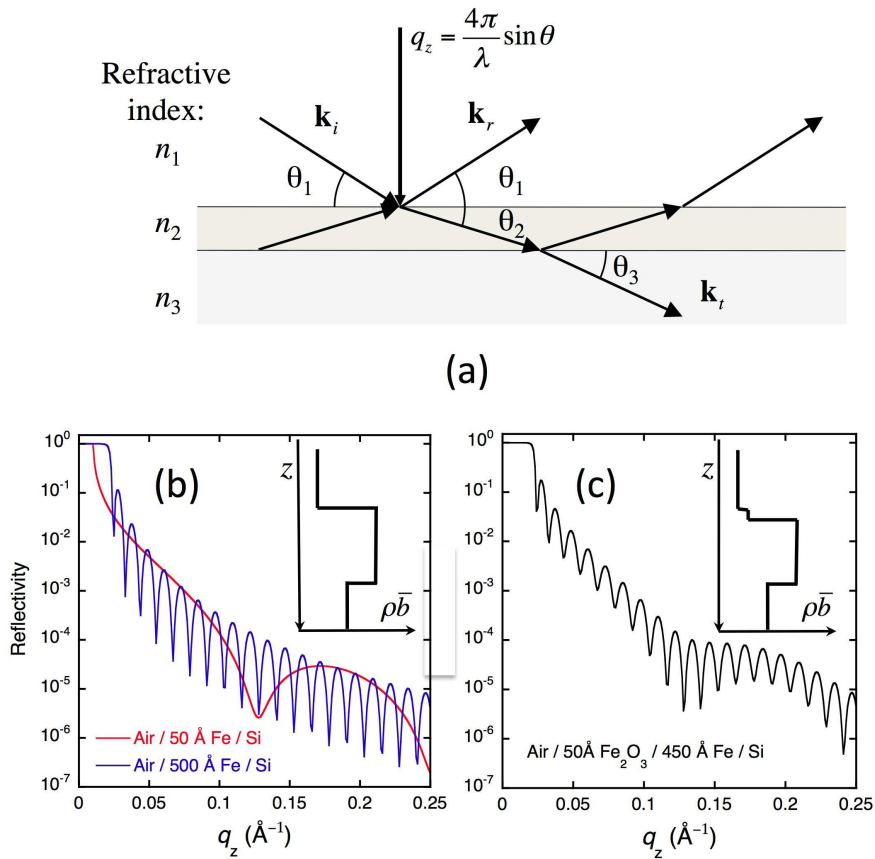 q_z = 4π/λ sinθ
Refractive
index:
k_i
k_r
n_1
θ_1
θ_1
n_2
θ_2
n_3
θ_3
k_t
(a)
10^0
10^-1
10^-2
10^-3
10^-4
10^-5
10^-6
10^-7
Reflectivity
(b)
z
ρb̄
Air / 50 Å Fe / Si
Air / 500 Å Fe / Si
0
0.05
0.1
0.15
0.2
0.25
q_z (Å^-1)
10^0
10^-1
10^-2
10^-3
10^-4
10^-5
10^-6
10^-7
(c)
z
ρb̄
Air / 50Å Fe_2O_3 / 450 Å Fe / Si
0
0.05
0.1
0.15
0.2
0.25
q_z (Å^-1)